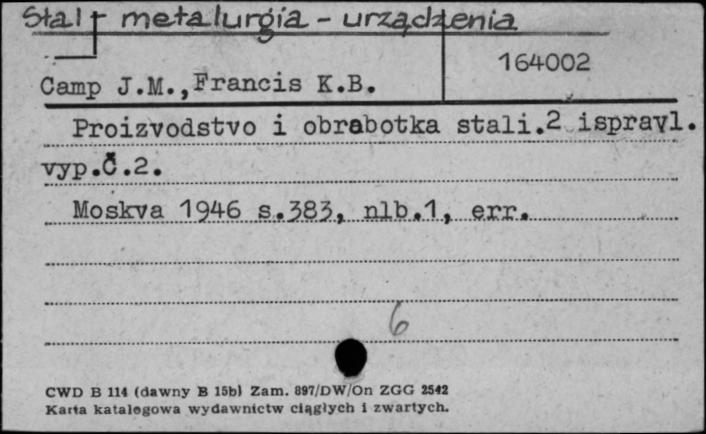 Stal - metalurgia - urządzenia
164002
Camp J.M.,Francis K.B.
Proizvodstvo i obrabotka stali.2 ispravl.
vyp.Č.2.
Moskva 1946 s.383, nlb.1, err.
6
CWD B 114 (dawny B 15b) Zam. 897/DW/On ZGG 2542
Karta katalogowa wydawnictw ciągłych i zwartych.